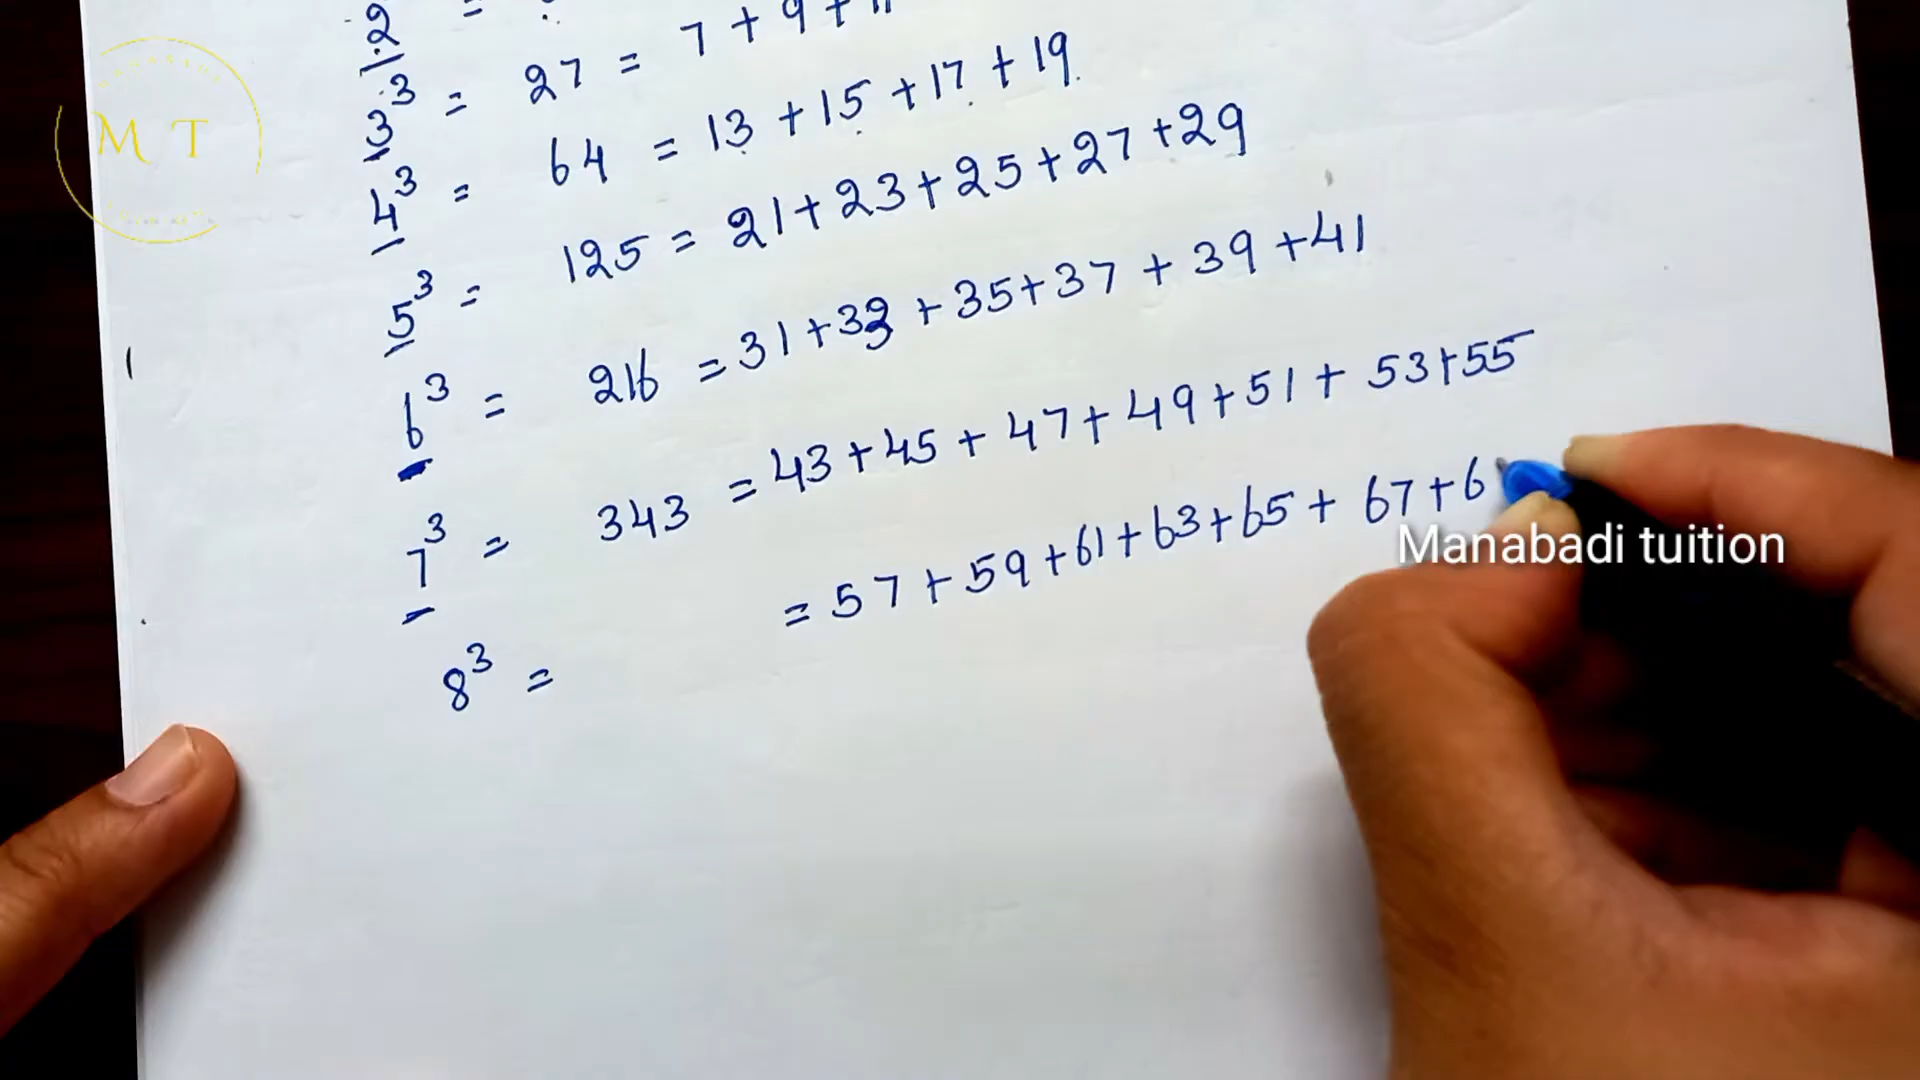 2 =
3³ = 27 = 7 + 9 + 11
4³ = 64 = 13 + 15 + 17 + 19
5³ = 125 = 21 + 23 + 25 + 27 + 29
6³ = 216 = 31 + 33 + 35 + 37 + 39 + 41
7³ = 343 = 43 + 45 + 47 + 49 + 51 + 53 + 55
8³ = = 57 + 59 + 61 + 63 + 65 + 67 + 6
M T
Manabadi tuition